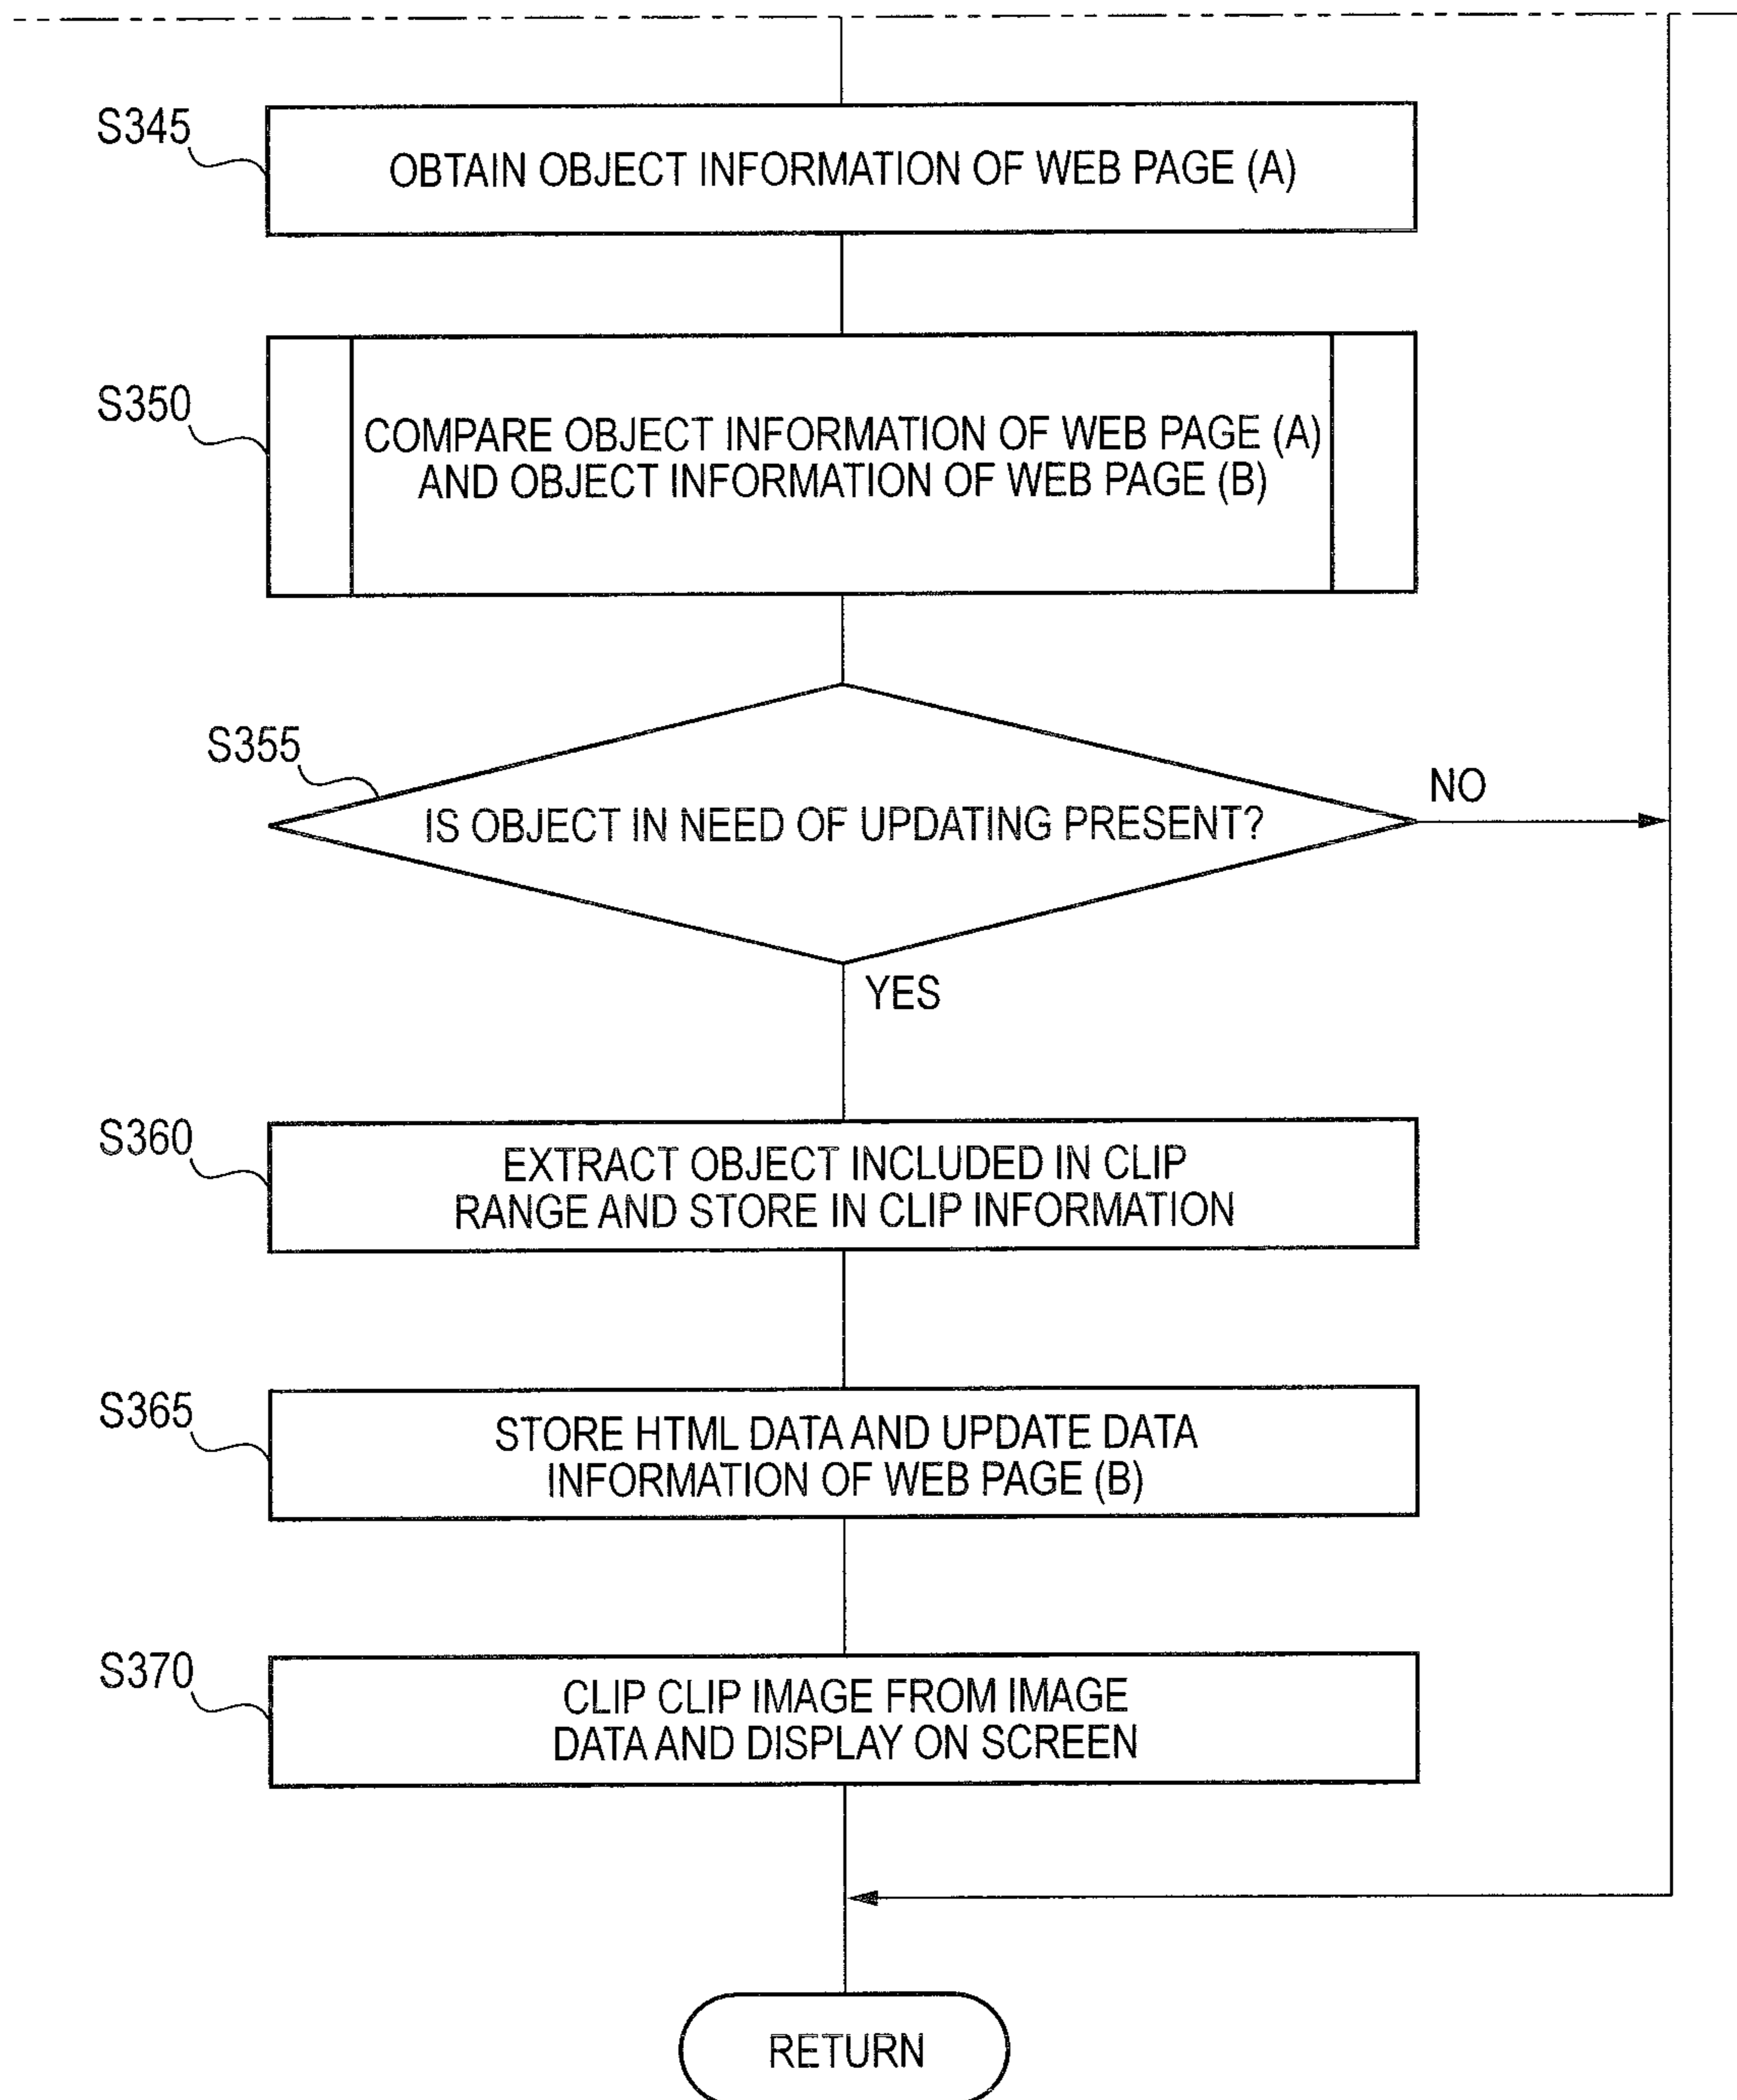 S345
OBTAIN OBJECT INFORMATION OF WEB PAGE (A)
S350
COMPARE OBJECT INFORMATION OF WEB PAGE (A)
AND OBJECT INFORMATION OF WEB PAGE (B)
S355
IS OBJECT IN NEED OF UPDATING PRESENT?
NO
YES
S360
EXTRACT OBJECT INCLUDED IN CLIP
RANGE AND STORE IN CLIP INFORMATION
S365
STORE HTML DATA AND UPDATE DATA
INFORMATION OF WEB PAGE (B)
S370
CLIP CLIP IMAGE FROM IMAGE
DATA AND DISPLAY ON SCREEN
RETURN